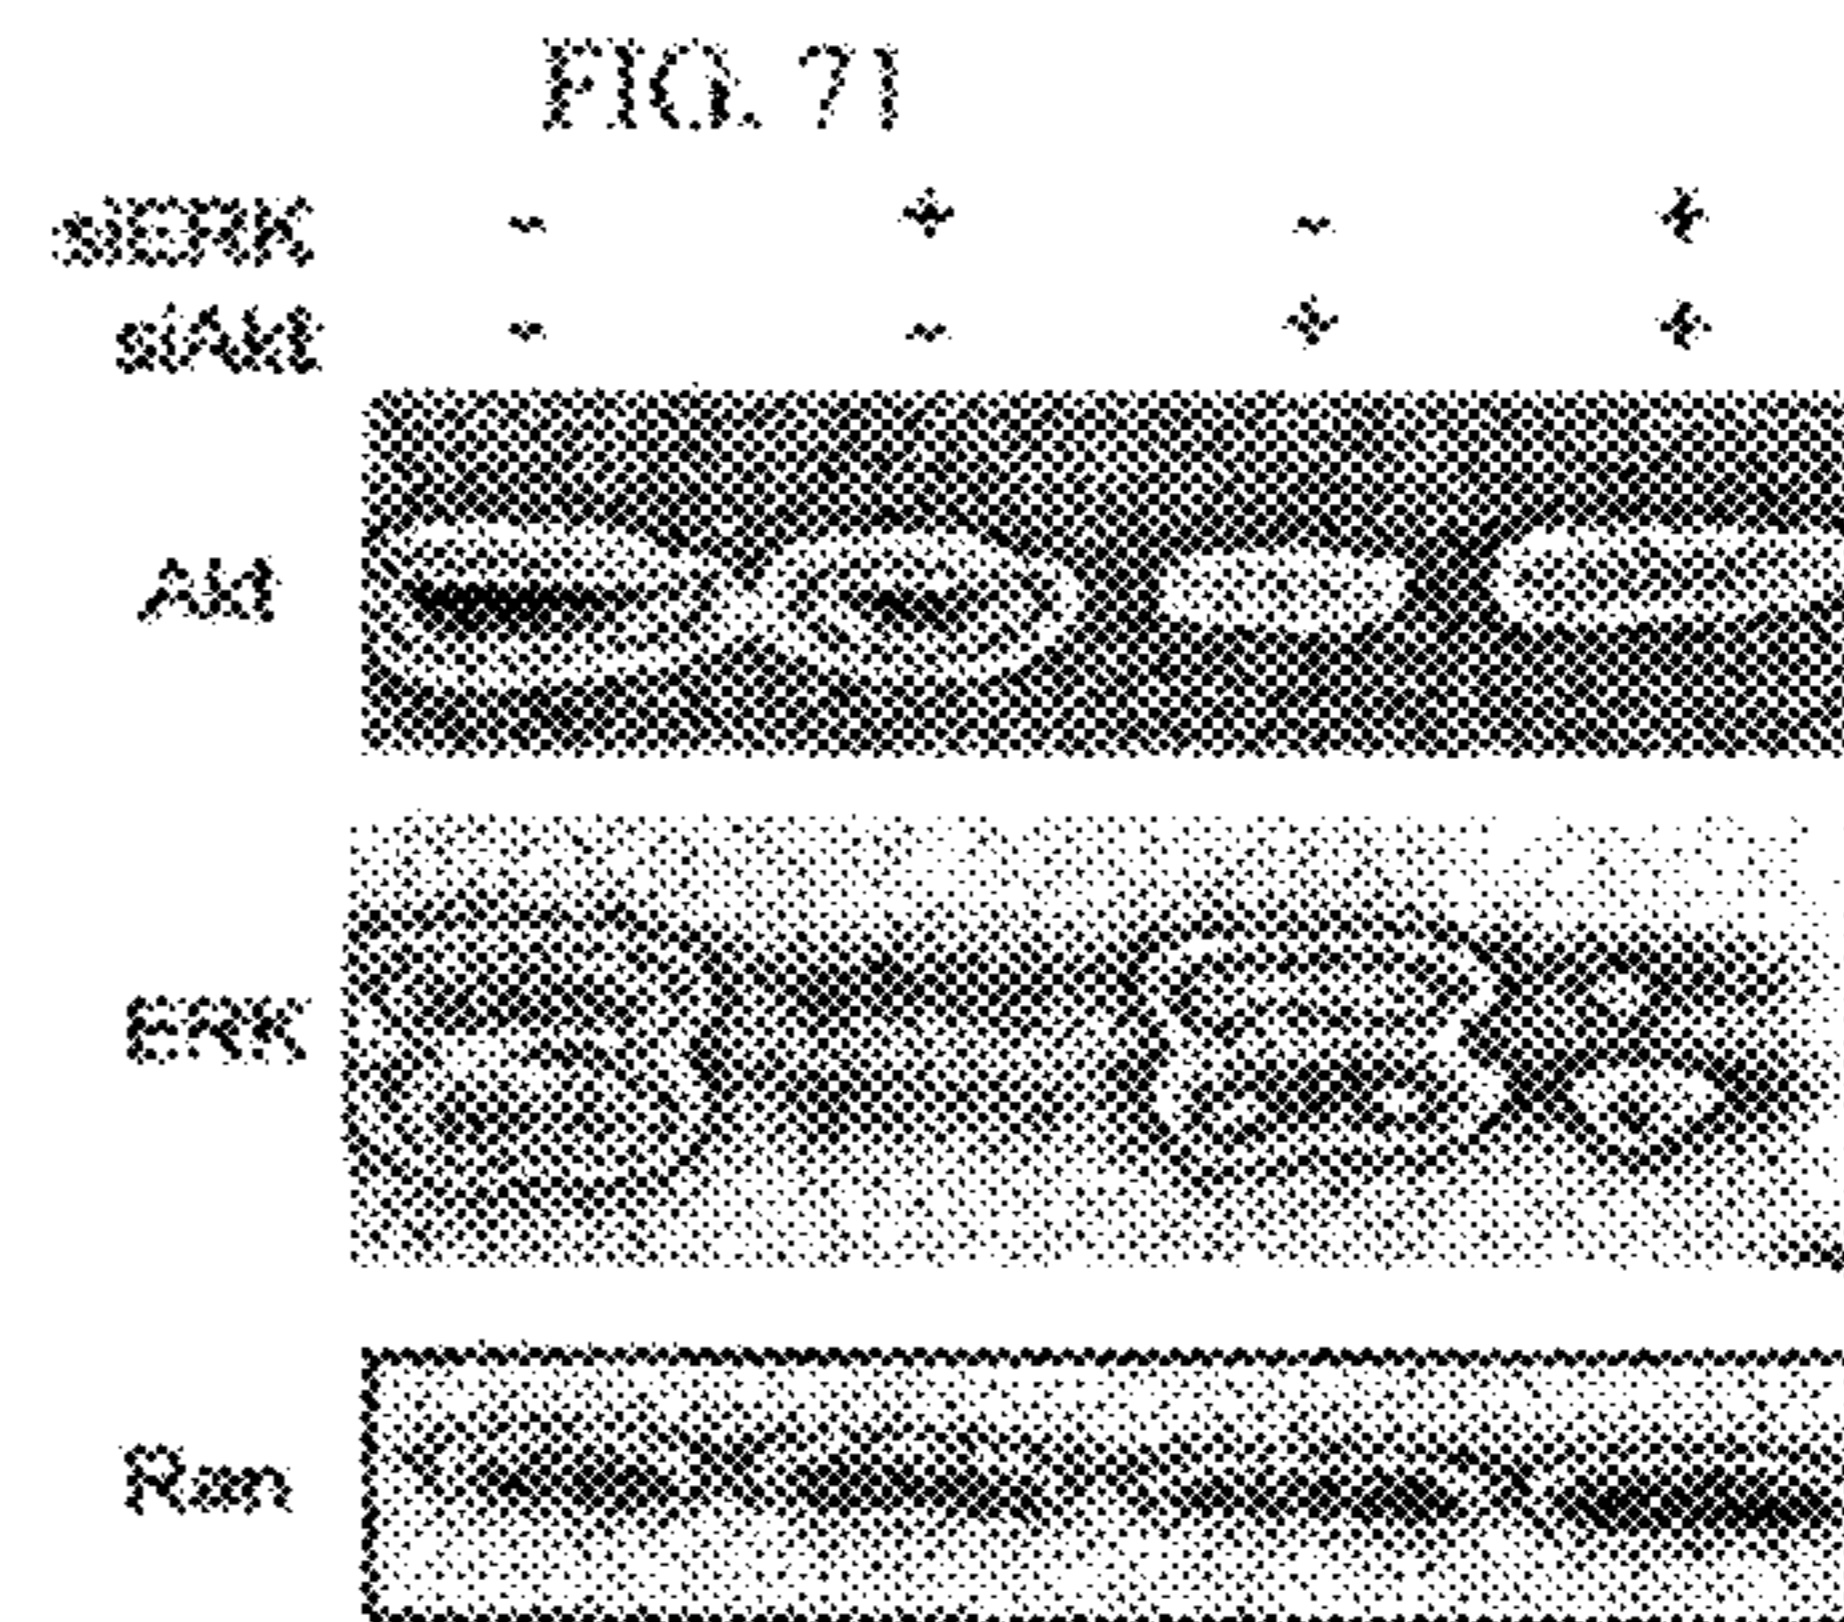 FIG. 71
siERK - + - +
siAkt - - + +
Akt
ERK
Ran